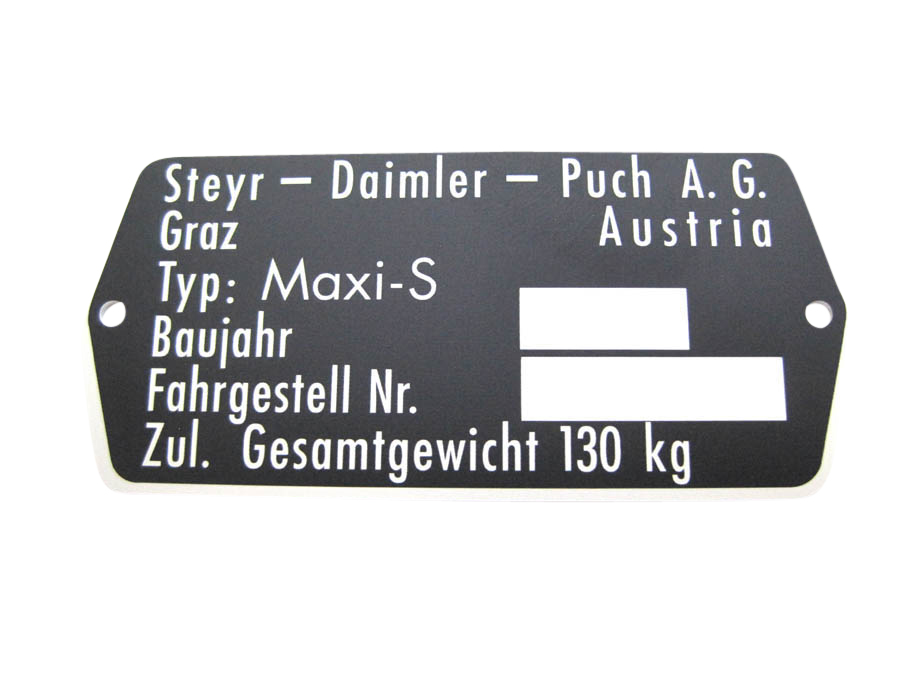 Steyr – Daimler – Puch A. G.
Graz Austria
Typ: Maxi-S
Baujahr
Fahrgestell Nr.
Zul. Gesamtgewicht 130 kg